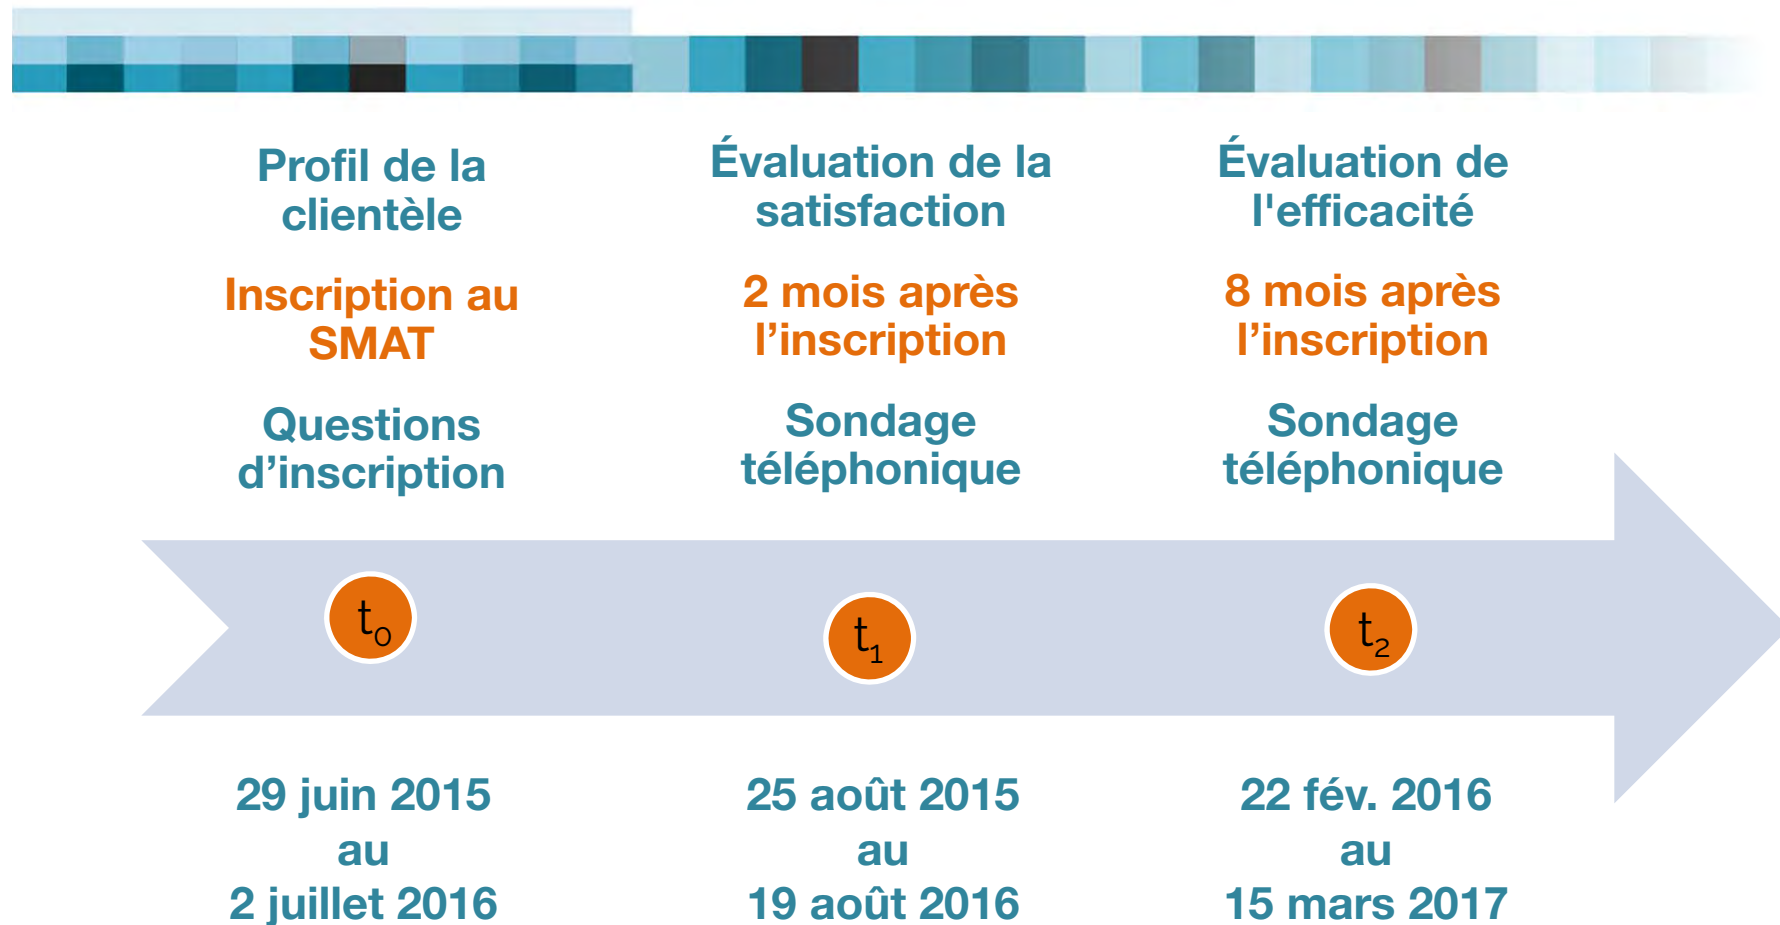 Profil de la
clientèle
Inscription au
SMAT
Questions
d’inscription
Évaluation de la
satisfaction
2 mois après
l’inscription
Sondage
téléphonique
Évaluation de
l'efficacité
8 mois après
l’inscription
Sondage
téléphonique
t0
t1
t2
29 juin 2015
au
2 juillet 2016
25 août 2015
au
19 août 2016
22 fév. 2016
au
15 mars 2017